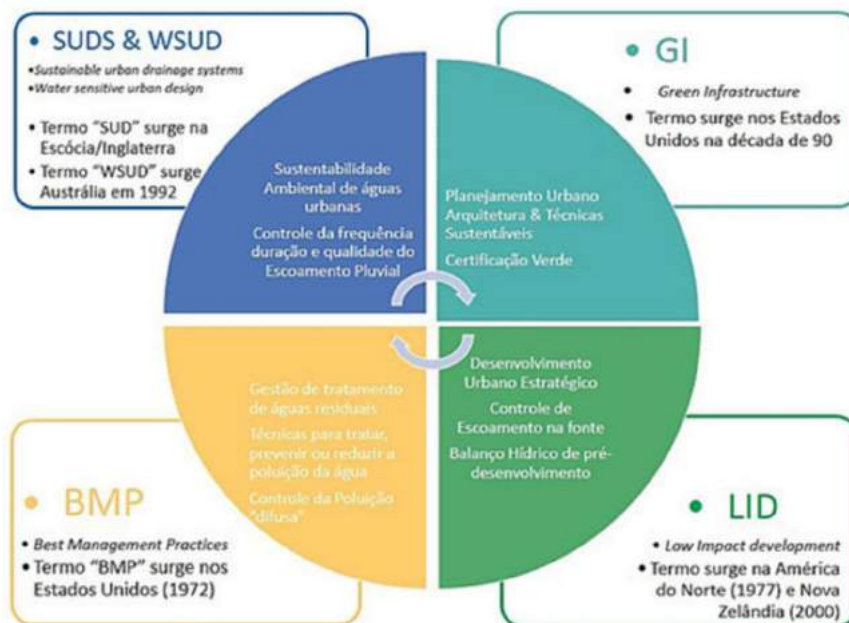 • SUDS & WSUD
•Sustainable urban drainage systems
•Water sensitive urban design
• Termo “SUD” surge na
Escócia/Inglaterra
• Termo “WSUD” surge
Austrália em 1992
Sustentabilidade
Ambiental de águas
urbanas
Controle da frequência
duração e qualidade do
Escoamento Pluvial
• GI
• Green Infrastructure
• Termo surge nos Estados
Unidos na década de 90
Planejamento Urbano
Arquitetura & Técnicas
Sustentáveis
Certificação Verde
Gestão de tratamento
de águas residuais
Técnicas para tratar,
prevenir ou reduzir a
poluição da água
Controle da Poluição
“difusa”
• BMP
• Best Management Practices
• Termo “BMP” surge nos
Estados Unidos (1972)
Desenvolvimento
Urbano Estratégico
Controle de
Escoamento na fonte
Balanço Hídrico de pré-
desenvolvimento
• LID
• Low Impact development
• Termo surge na América
do Norte (1977) e Nova
Zelândia (2000)